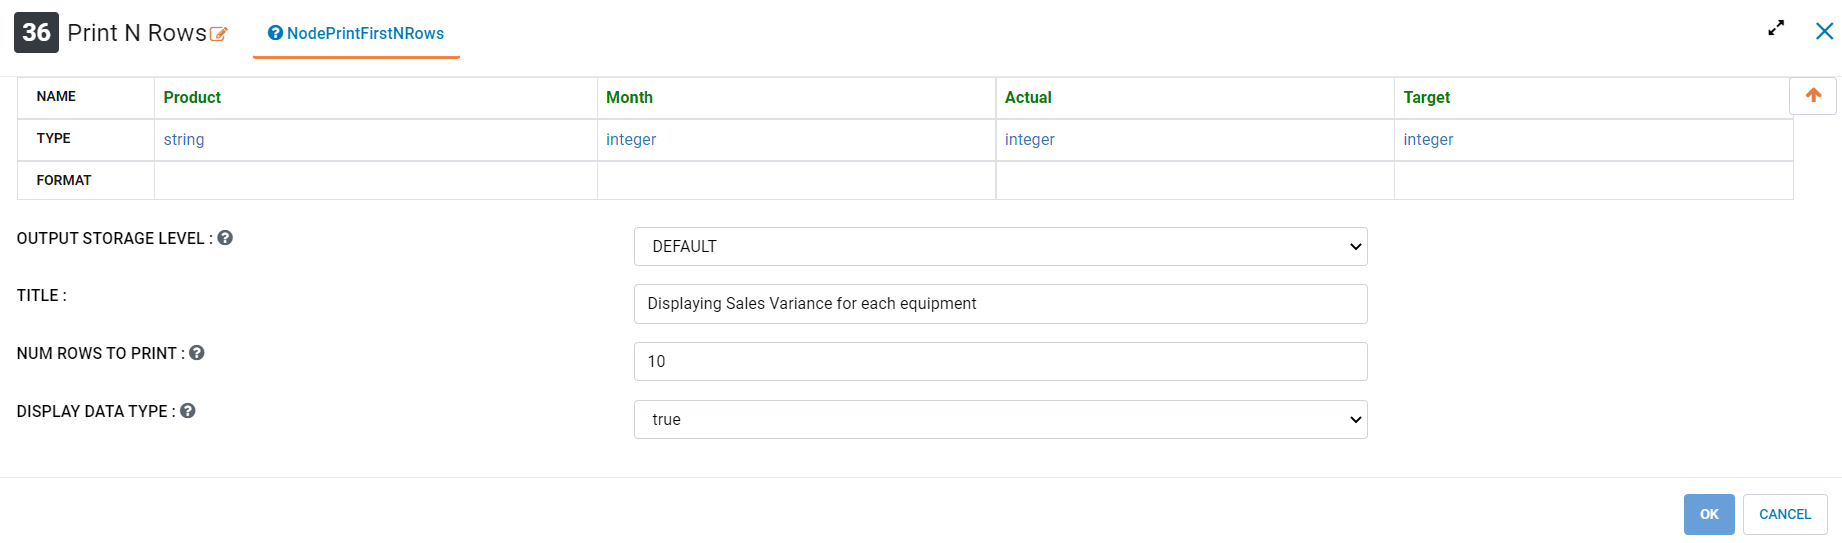 36 Print N Rows NodePrintFirstNRows
NAME Product Month Actual Target
TYPE string integer integer integer
FORMAT
OUTPUT STORAGE LEVEL : DEFAULT
TITLE : Displaying Sales Variance for each equipment
NUM ROWS TO PRINT : 10
DISPLAY DATA TYPE : true
OK CANCEL